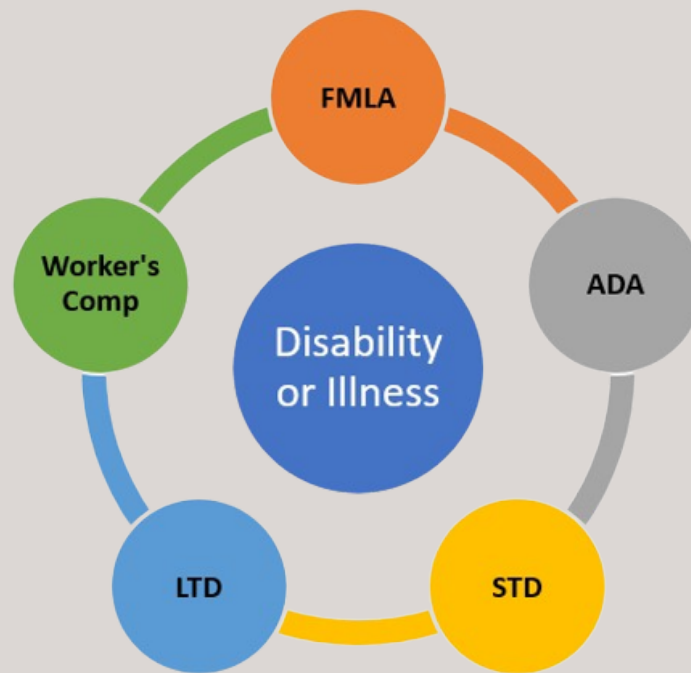 FMLA
Worker's
Comp
ADA
Disability
or Illness
LTD
STD